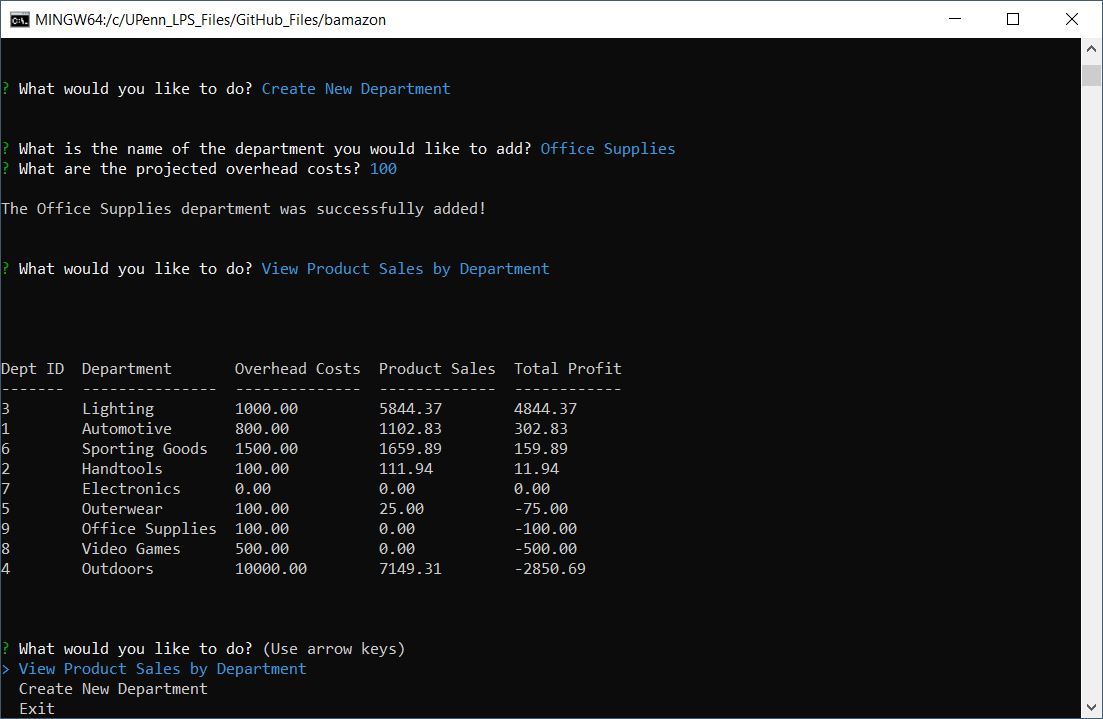 MINGW64:/c/UPenn_LPS_Files/GitHub_Files/bamazon
? What would you like to do? Create New Department
? What is the name of the department you would like to add? Office Supplies
? What are the projected overhead costs? 100
The Office Supplies department was successfully added!
? What would you like to do? View Product Sales by Department
Dept ID  Department       Overhead Costs  Product Sales  Total Profit
-------  ---------------  --------------  -------------  ------------
3        Lighting         1000.00         5844.37        4844.37
1        Automotive       800.00          1102.83        302.83
6        Sporting Goods   1500.00         1659.89        159.89
2        Handtools        100.00          111.94         11.94
7        Electronics      0.00            0.00           0.00
5        Outerwear        100.00          25.00          -75.00
9        Office Supplies  100.00          0.00           -100.00
8        Video Games      500.00          0.00           -500.00
4        Outdoors         10000.00        7149.31        -2850.69
? What would you like to do? (Use arrow keys)
> View Product Sales by Department
  Create New Department
  Exit